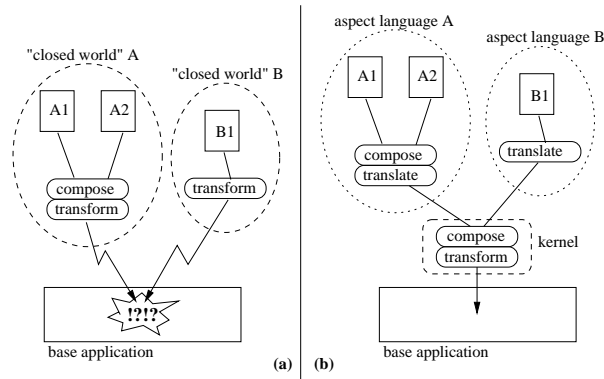 "closed world" A
"closed world" B
A1
A2
B1
compose
transform
transform
!?!?
base application
(a)
aspect language A
aspect language B
A1
A2
B1
compose
translate
translate
compose
transform
kernel
base application
(b)